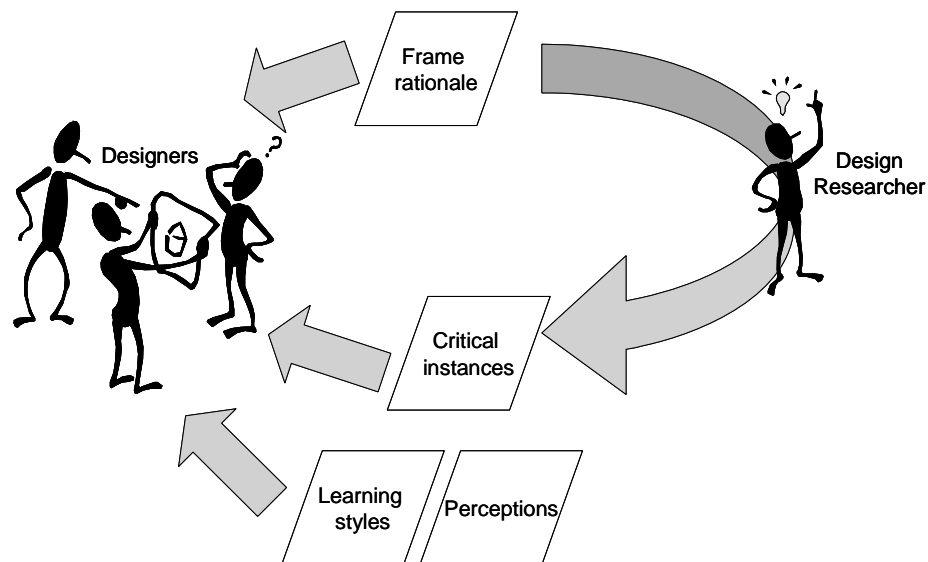 Frame
rationale
Designers
Design
Researcher
Critical
instances
Learning
styles
Perceptions